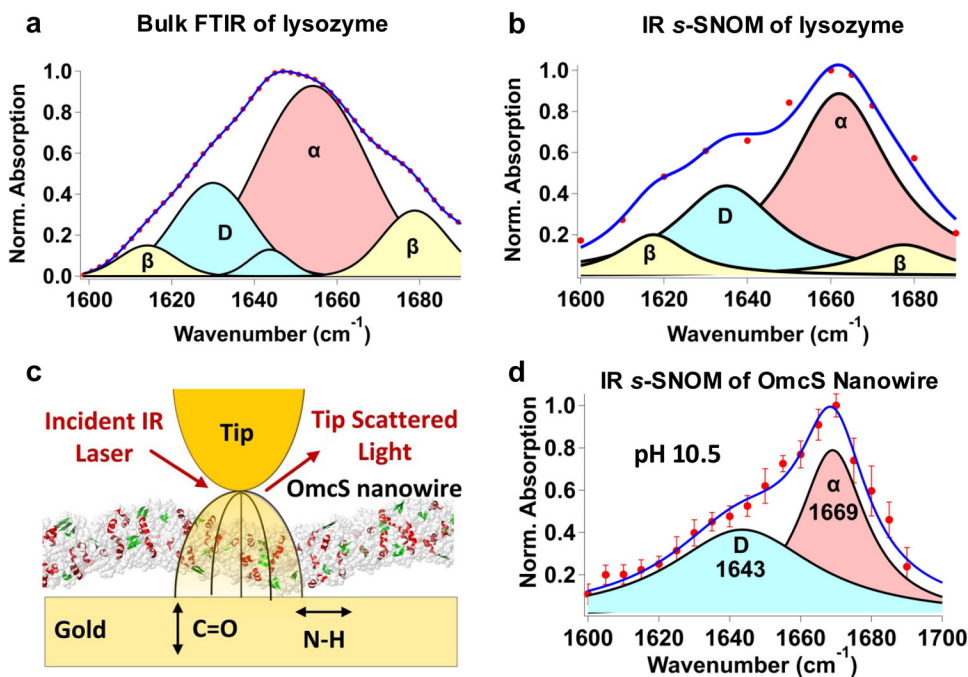 a
Bulk FTIR of lysozyme
1.0
0.8
0.6
0.4
0.2
0.0
Norm. Absorption
α
D
β
β
1600
1620
1640
1660
1680
Wavenumber (cm⁻¹)
b
IR s-SNOM of lysozyme
1.0
0.8
0.6
0.4
0.2
Norm. Absorption
α
D
β
β
1600
1620
1640
1660
1680
Wavenumber (cm⁻¹)
c
Incident IR
Laser
Tip
Tip Scattered
Light
OmcS nanowire
Gold
C=O
N-H
d
IR s-SNOM of OmcS Nanowire
pH 10.5
1.0
0.8
0.6
0.4
0.2
Norm. Absorption
α
1669
D
1643
1600
1620
1640
1660
1680
1700
Wavenumber (cm⁻¹)